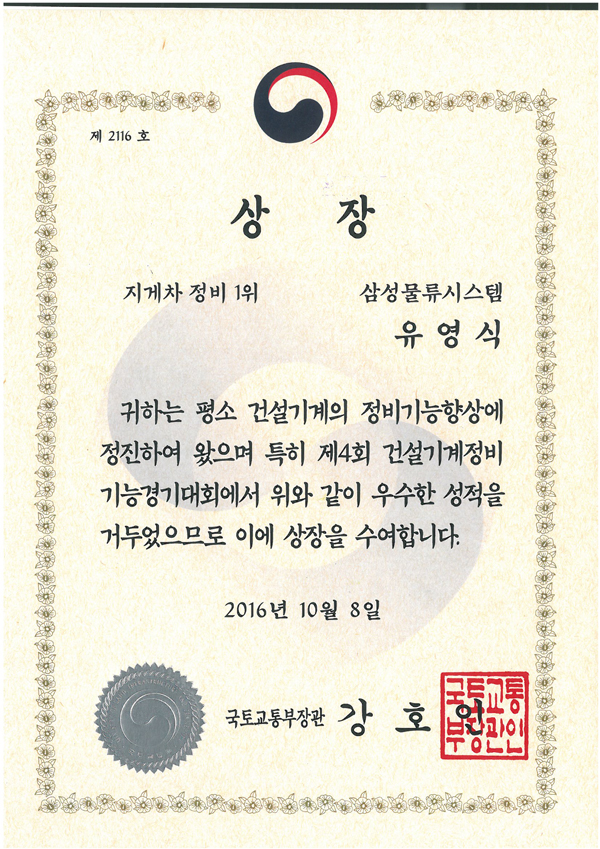 제 2116 호
상 장
지게차 정비 1위 삼성물류시스템
유 영 식
귀하는 평소 건설기계의 정비기능향상에
정진하여 왔으며 특히 제4회 건설기계정비
기능경기대회에서 위와 같이 우수한 성적을
거두었으므로 이에 상장을 수여합니다.
2016년 10월 8일
국토교통부장관 강 호 인
국토교통
부장관인